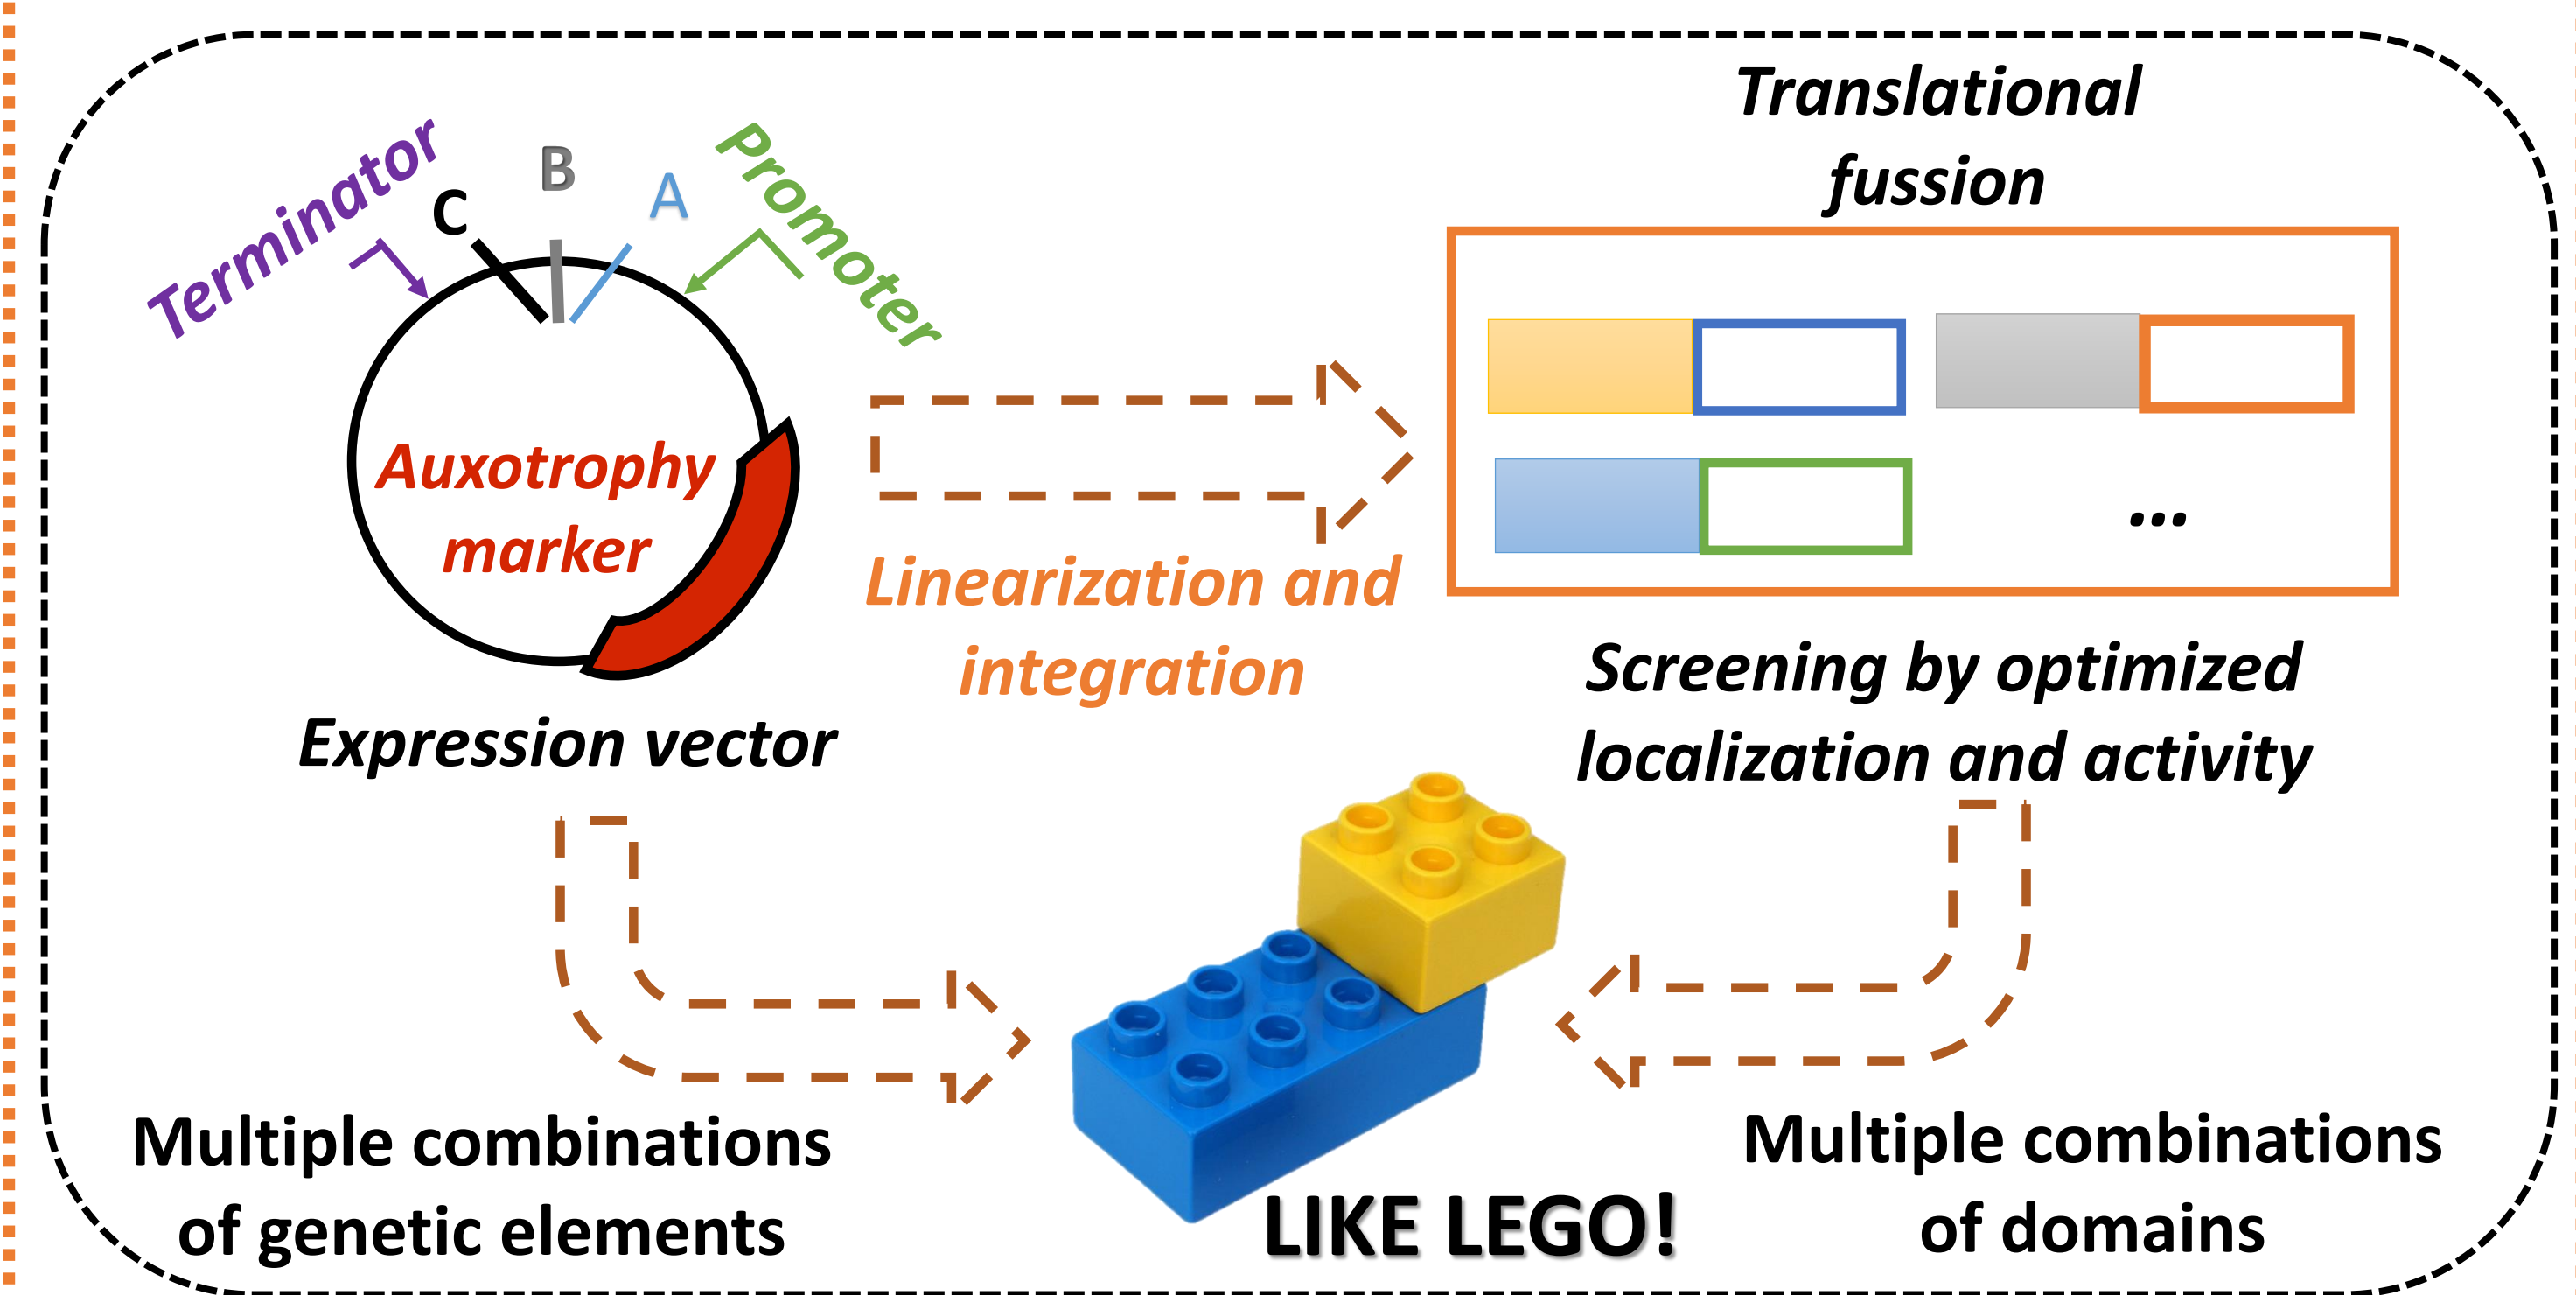 Terminator
C
B
A
Promoter
Auxotrophy
marker
Expression vector
Linearization and
integration
Translational
fussion
...
Screening by optimized
localization and activity
Multiple combinations
of genetic elements
LIKE LEGO!
Multiple combinations
of domains